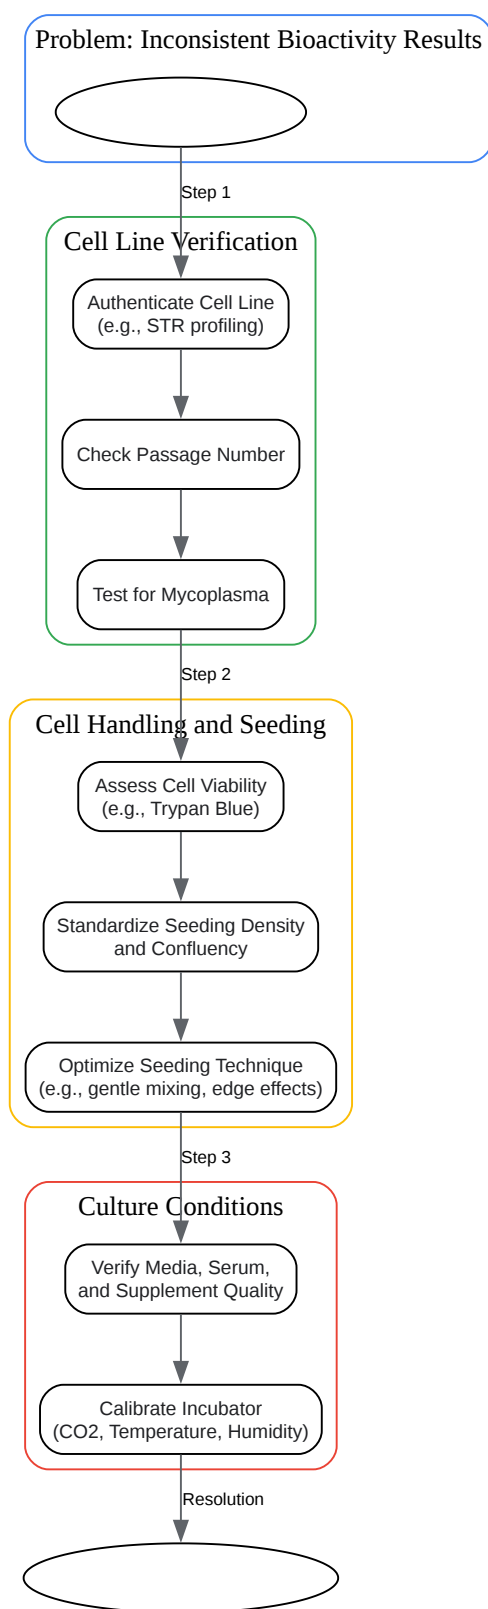 Problem: Inconsistent Bioactivity Results
Step 1
Cell Line Verification
Authenticate Cell Line
(e.g., STR profiling)
Check Passage Number
Test for Mycoplasma
Step 2
Cell Handling and Seeding
Assess Cell Viability
(e.g., Trypan Blue)
Standardize Seeding Density
and Confluency
Optimize Seeding Technique
(e.g., gentle mixing, edge effects)
Step 3
Culture Conditions
Verify Media, Serum,
and Supplement Quality
Calibrate Incubator
(CO2, Temperature, Humidity)
Resolution